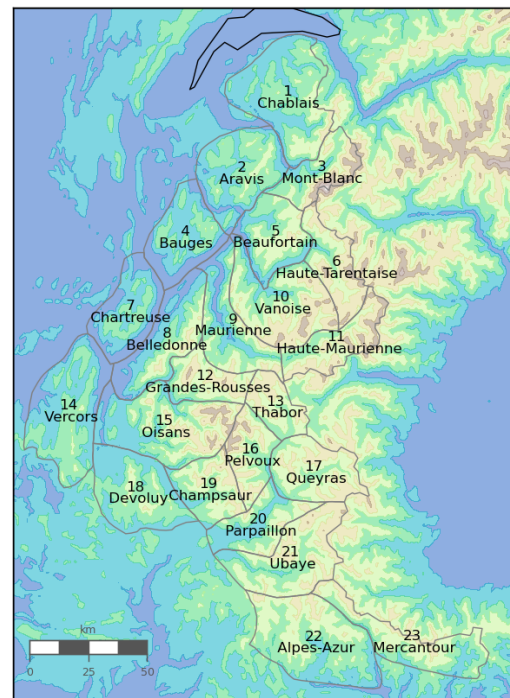 1
Chablais
2
Aravis
3
Mont-Blanc
4
Bauges
5
Beaufortain
6
Haute-Tarentaise
7
Chartreuse
8
Belledonne
9
Maurienne
10
Vanoise
11
Haute-Maurienne
12
Grandes-Rousses
13
Thabor
14
Vercors
15
Oisans
16
Pelvoux
17
Queyras
18
Devoluy
19
Champsaur
20
Parpaillon
21
Ubaye
22
Alpes-Azur
23
Mercantour
km
0 25 50